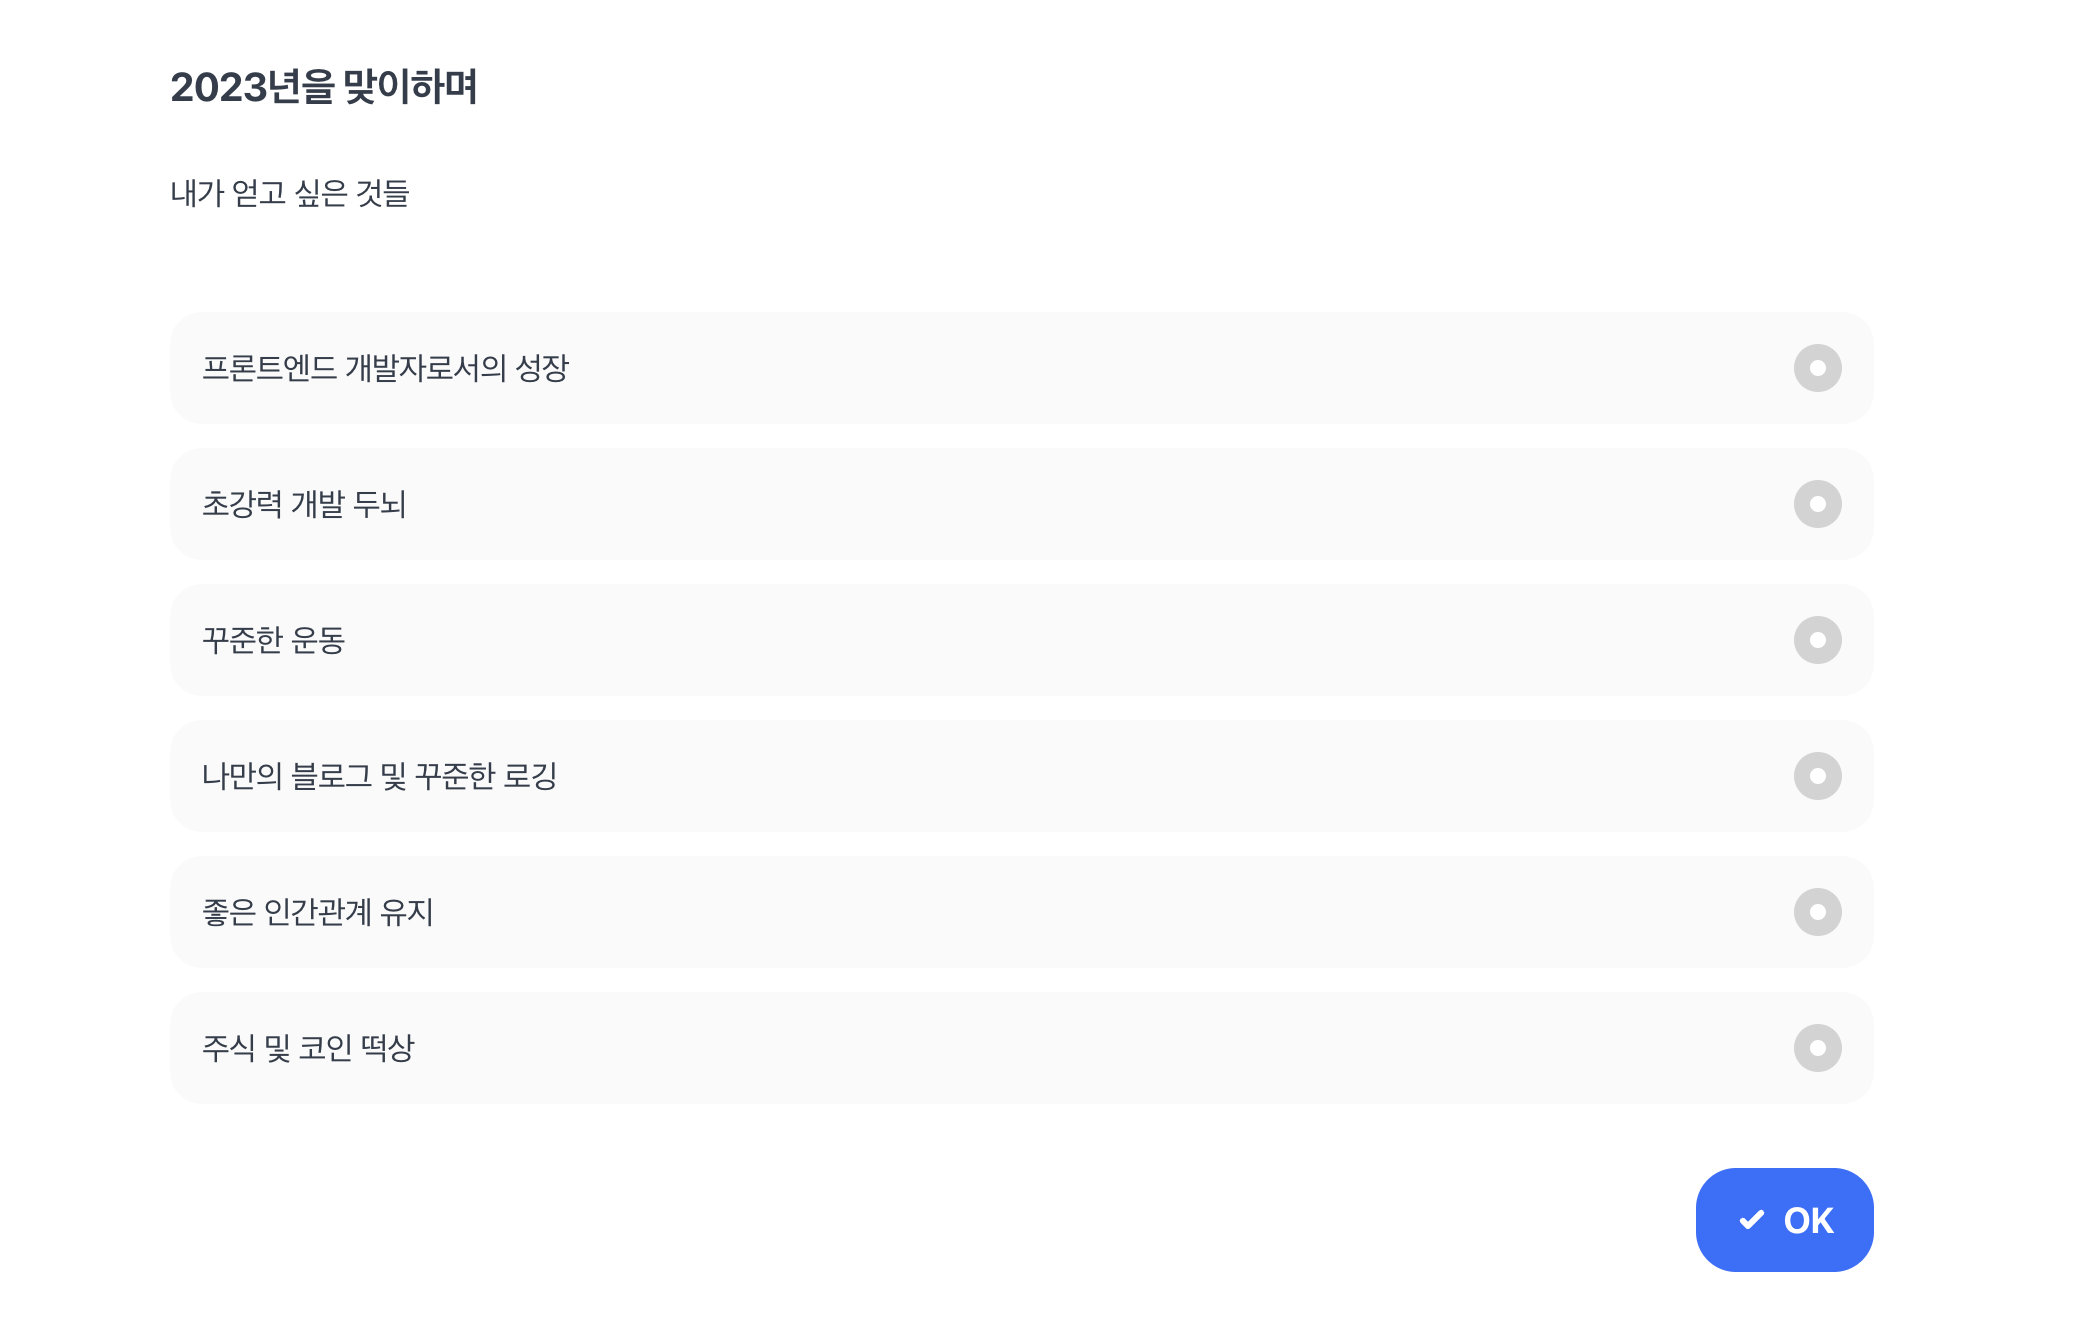 2023년을 맞이하며
내가 얻고 싶은 것들
프론트엔드 개발자로서의 성장
초강력 개발 두뇌
꾸준한 운동
나만의 블로그 및 꾸준한 로깅
좋은 인간관계 유지
주식 및 코인 떡상
OK